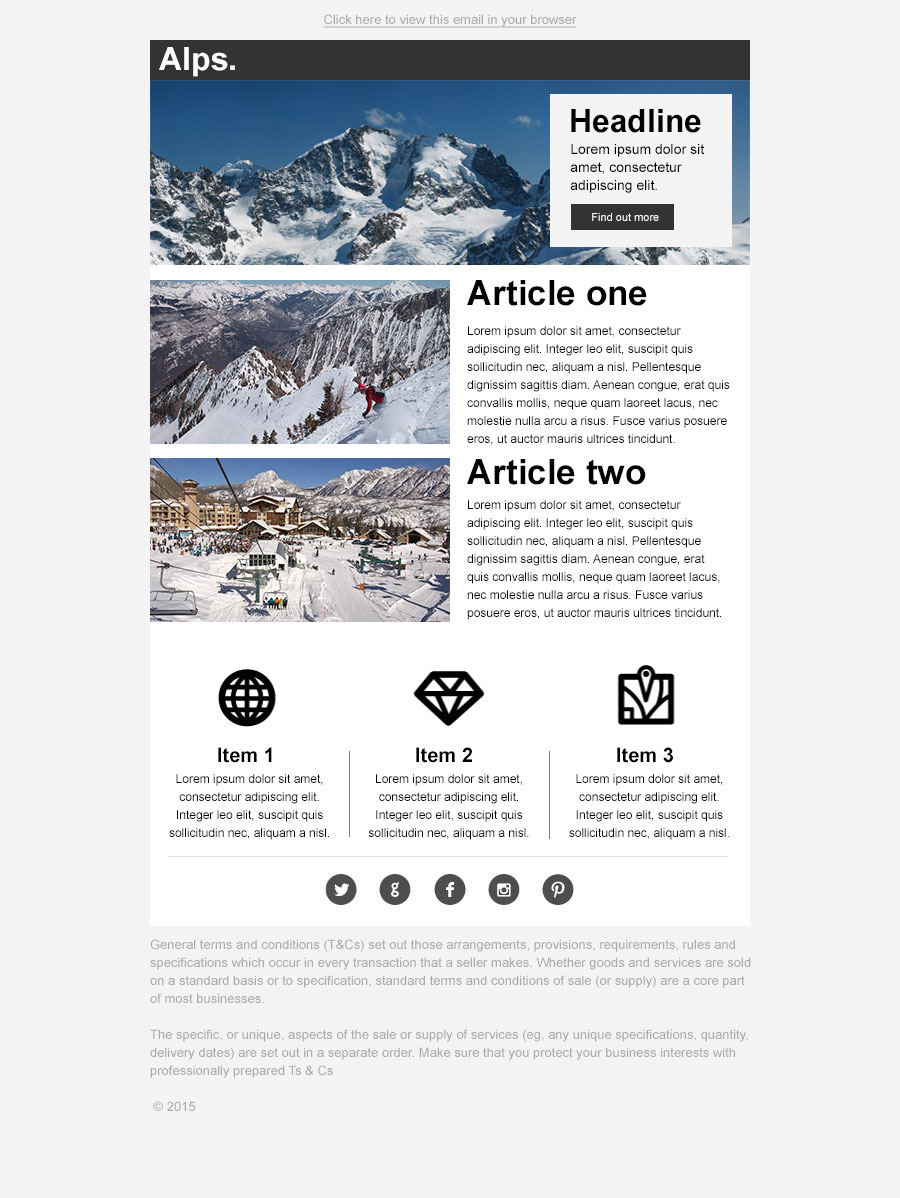 Click here to view this email in your browser
Alps.
Headline
Lorem ipsum dolor sit
amet, consectetur
adipiscing elit.
Find out more
Article one
Lorem ipsum dolor sit amet, consectetur
adipiscing elit. Integer leo elit, suscipit quis
sollicitudin nec, aliquam a nisl. Pellentesque
dignissim sagittis diam. Aenean congue, erat quis
convallis mollis, neque quam laoreet lacus, nec
molestie nulla arcu a risus. Fusce varius posuere
eros, ut auctor mauris ultrices tincidunt.
Article two
Lorem ipsum dolor sit amet, consectetur
adipiscing elit. Integer leo elit, suscipit quis
sollicitudin nec, aliquam a nisl. Pellentesque
dignissim sagittis diam. Aenean congue, erat
quis convallis mollis, neque quam laoreet lacus,
nec molestie nulla arcu a risus. Fusce varius
posuere eros, ut auctor mauris ultrices tincidunt.
Item 1
Lorem ipsum dolor sit amet,
consectetur adipiscing elit.
Integer leo elit, suscipit quis
sollicitudin nec, aliquam a nisl.
Item 2
Lorem ipsum dolor sit amet,
consectetur adipiscing elit.
Integer leo elit, suscipit quis
sollicitudin nec, aliquam a nisl.
Item 3
Lorem ipsum dolor sit amet,
consectetur adipiscing elit.
Integer leo elit, suscipit quis
sollicitudin nec, aliquam a nisl.
General terms and conditions (T&Cs) set out those arrangements, provisions, requirements, rules and
specifications which occur in every transaction that a seller makes. Whether goods and services are sold
on a standard basis or to specification, standard terms and conditions of sale (or supply) are a core part
of most businesses.
The specific, or unique, aspects of the sale or supply of services (eg, any unique specifications, quantity,
delivery dates) are set out in a separate order. Make sure that you protect your business interests with
professionally prepared Ts & Cs
© 2015